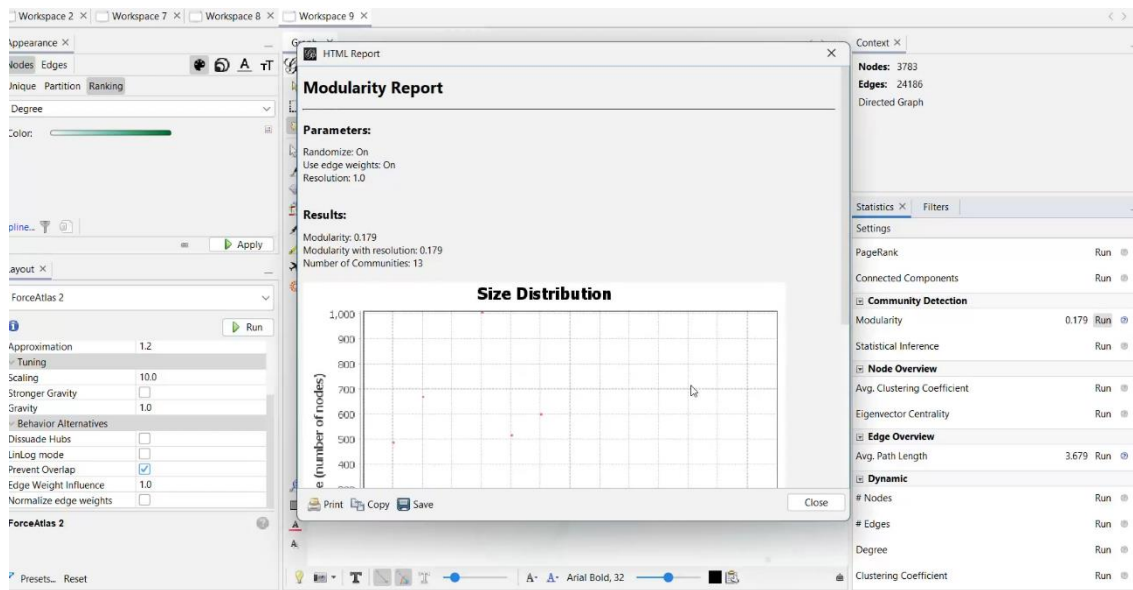 Workspace 2 × Workspace 7 × Workspace 8 × Workspace 9 ×
Appearance ×
Nodes Edges
Unique Partition Ranking
Degree
Color:
Apply
Layout ×
ForceAtlas 2
Run
Approximation 1.2
Tuning
Scaling 10.0
Stronger Gravity
Gravity 1.0
Behavior Alternatives
Dissuade Hubs
LinLog mode
Prevent Overlap
Edge Weight Influence 1.0
Normalize edge weights
ForceAtlas 2
Presets... Reset
HTML Report
Modularity Report
Parameters:
Randomize: On
Use edge weights: On
Resolution: 1.0
Results:
Modularity: 0.179
Modularity with resolution: 0.179
Number of Communities: 13
Size Distribution
1,000
900
800
700
600
500
400
(number of nodes)
Print Copy Save
Close
Arial Bold, 32
Context ×
Nodes: 3783
Edges: 24186
Directed Graph
Statistics × Filters
Settings
PageRank Run
Connected Components Run
Community Detection
Modularity 0.179 Run
Statistical Inference Run
Node Overview
Avg. Clustering Coefficient Run
Eigenvector Centrality Run
Edge Overview
Avg. Path Length 3.679 Run
Dynamic
# Nodes Run
# Edges Run
Degree Run
Clustering Coefficient Run